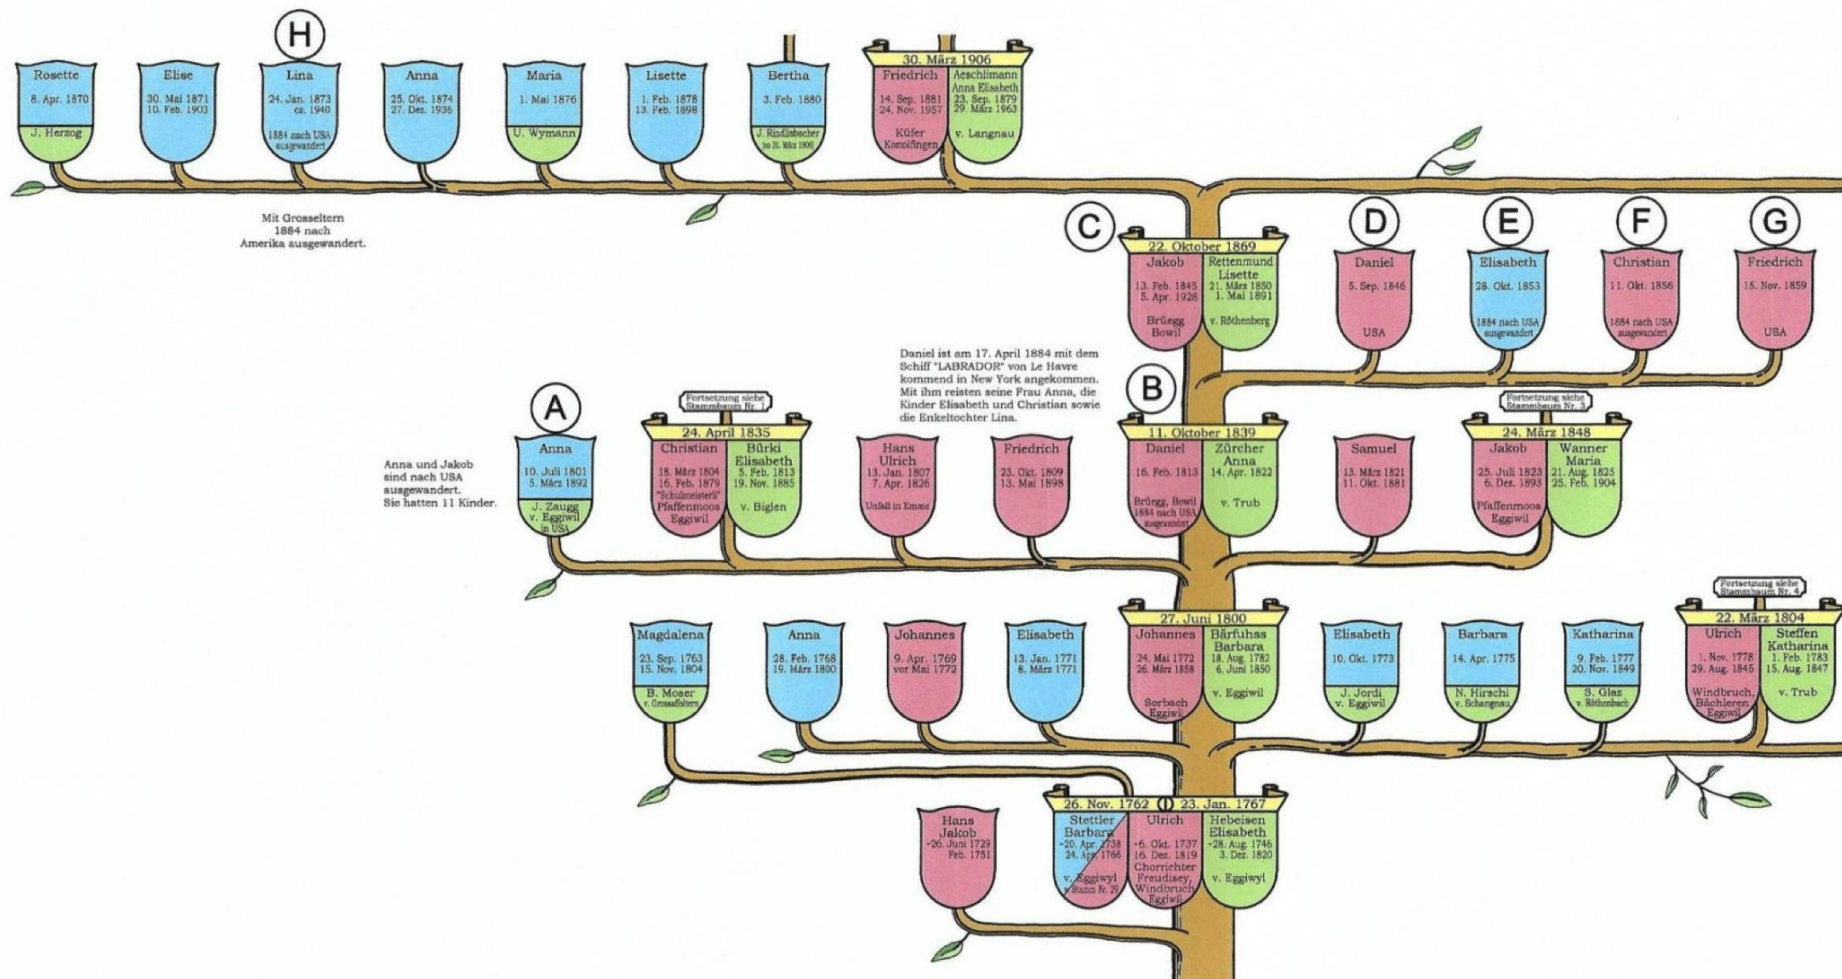 H
Rosette
8. Apr. 1870
J. Herzog
Elise
30. Mai 1871
10. Feb. 1903
Lina
24. Jan. 1873
ca. 1940
1884 nach USA
ausgewandert
Anna
25. Okt. 1874
27. Dez. 1936
Maria
1. Mai 1876
U. Wymann
Lisette
1. Feb. 1878
13. Feb. 1898
Bertha
3. Feb. 1880
J. Rindlisbacher
30. März 1906
Friedrich
14. Sep. 1881
24. Nov. 1957
Küfer
Konolfingen
Aeschlimann
Anna Elisabeth
23. Sep. 1879
29. März 1963
v. Langnau
Mit Grosseltern
1884 nach
Amerika ausgewandert.
C
22. Oktober 1869
Jakob
13. Feb. 1845
5. Apr. 1928
Brüegg
Bowil
Rettenmund
Lisette
21. März 1850
1. Mai 1891
v. Röthenberg
D
Daniel
5. Sep. 1846
USA
E
Elisabeth
28. Okt. 1853
1884 nach USA
ausgewandert
F
Christian
11. Okt. 1856
1884 nach USA
ausgewandert
G
Friedrich
15. Nov. 1859
USA
Daniel ist am 17. April 1884 mit dem
Schiff "LABRADOR" von Le Havre
kommend in New York angekommen.
Mit ihm reisten seine Frau Anna, die
Kinder Elisabeth und Christian sowie
die Enkeltochter Lina.
Anna und Jakob
sind nach USA
ausgewandert.
Sie hatten 11 Kinder.
A
Anna
10. Juli 1801
5. März 1892
J. Zaugg
v. Eggiwil
in USA
Fortsetzung siehe
Stammbaum Nr. 1
24. April 1835
Christian
18. März 1804
16. Feb. 1879
"Schulmeisterli"
Pfaffenmoos
Eggiwil
Bürki
Elisabeth
5. Feb. 1813
19. Nov. 1885
v. Biglen
Hans
Ulrich
13. Jan. 1807
7. Apr. 1826
Unfall in Emme
Friedrich
23. Okt. 1809
13. Mai 1898
B
11. Oktober 1839
Daniel
16. Feb. 1813
Brüegg, Bowil
1884 nach USA
ausgewandert
Zürcher
Anna
14. Apr. 1822
v. Trub
Samuel
13. März 1821
11. Okt. 1881
Fortsetzung siehe
Stammbaum Nr. 3
24. März 1848
Jakob
25. Juli 1823
6. Dez. 1893
Pfaffenmoos
Eggiwil
Wanner
Maria
21. Aug. 1825
25. Feb. 1904
Magdalena
23. Sep. 1763
15. Nov. 1804
B. Moser
v. Grossaffoltern
Anna
28. Feb. 1768
19. März 1800
Johannes
9. Apr. 1769
vor Mai 1772
Elisabeth
13. Jan. 1771
8. März 1771
27. Juni 1800
Johannes
24. Mai 1772
26. März 1858
Sorbach
Eggiwil
Bärfuhss
Barbara
18. Aug. 1782
6. Juni 1850
v. Eggiwil
Elisabeth
10. Okt. 1773
J. Jordi
v. Eggiwil
Barbara
14. Apr. 1775
N. Hirschi
v. Schangnau
Katharina
9. Feb. 1777
20. Nov. 1849
S. Glaz
v. Röthenbach
Fortsetzung siehe
Stammbaum Nr. 4
22. März 1804
Ulrich
1. Nov. 1778
29. Aug. 1845
Windbruch,
Bächleren
Eggiwil
Steffen
Katharina
1. Feb. 1783
15. Aug. 1847
v. Trub
Hans
Jakob
~26. Juni 1729
Feb. 1751
26. Nov. 1762 23. Jan. 1767
Stettler
Barbara
~20. Apr. 1738
24. Apr. 1766
v. Eggiwyl
v. Stamm Nr. 29
Ulrich
~6. Okt. 1737
16. Dez. 1819
Chorrichter
Freudisey,
Windbruch
Eggiwil
Hebeisen
Elisabeth
~28. Aug. 1746
3. Dez. 1820
v. Eggiwyl